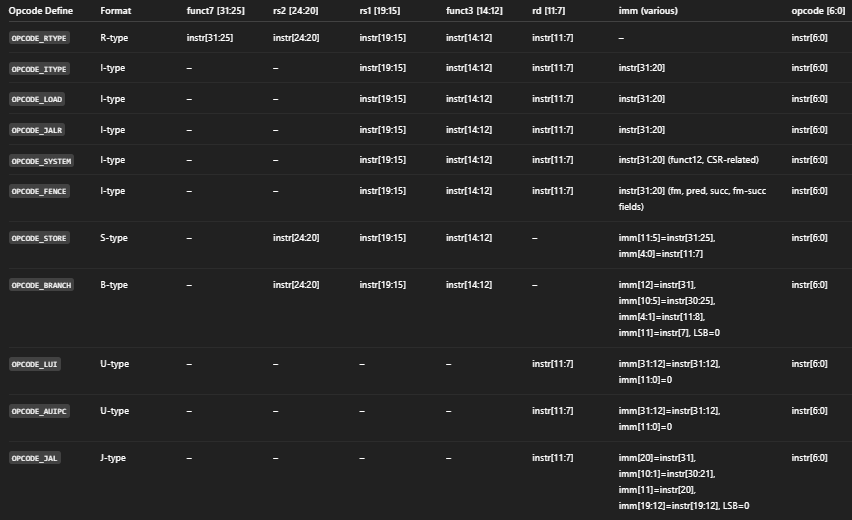 Opcode Define Format funct7 [31:25] rs2 [24:20] rs1 [19:15] funct3 [14:12] rd [11:7] imm (various) opcode [6:0]
OPCODE_RTYPE R-type instr[31:25] instr[24:20] instr[19:15] instr[14:12] instr[11:7] – instr[6:0]
OPCODE_ITYPE I-type – – instr[19:15] instr[14:12] instr[11:7] instr[31:20] instr[6:0]
OPCODE_LOAD I-type – – instr[19:15] instr[14:12] instr[11:7] instr[31:20] instr[6:0]
OPCODE_JALR I-type – – instr[19:15] instr[14:12] instr[11:7] instr[31:20] instr[6:0]
OPCODE_SYSTEM I-type – – instr[19:15] instr[14:12] instr[11:7] instr[31:20] (funct12, CSR-related) instr[6:0]
OPCODE_FENCE I-type – – instr[19:15] instr[14:12] instr[11:7] instr[31:20] (fm, pred, succ, fm-succ instr[6:0]
fields)
OPCODE_STORE S-type – instr[24:20] instr[19:15] instr[14:12] – imm[11:5]=instr[31:25], instr[6:0]
imm[4:0]=instr[11:7]
OPCODE_BRANCH B-type – instr[24:20] instr[19:15] instr[14:12] – imm[12]=instr[31], instr[6:0]
imm[10:5]=instr[30:25],
imm[4:1]=instr[11:8],
imm[11]=instr[7], LSB=0
OPCODE_LUI U-type – – – – instr[11:7] imm[31:12]=instr[31:12], instr[6:0]
imm[11:0]=0
OPCODE_AUIPC U-type – – – – instr[11:7] imm[31:12]=instr[31:12], instr[6:0]
imm[11:0]=0
OPCODE_JAL J-type – – – – instr[11:7] imm[20]=instr[31], instr[6:0]
imm[10:1]=instr[30:21],
imm[11]=instr[20],
imm[19:12]=instr[19:12], LSB=0